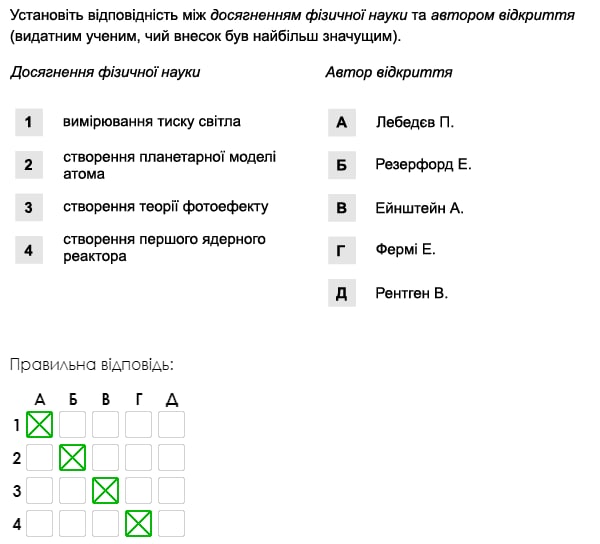 Установіть відповідність між досягненням фізичної науки та автором відкриття
(видатним ученим, чий внесок був найбільш значущим).
Досягнення фізичної науки
Автор відкриття
1 вимірювання тиску світла
А Лебедєв П.
2 створення планетарної моделі
атома
Б Резерфорд Е.
3 створення теорії фотоефекту
В Ейнштейн А.
4 створення першого ядерного
реактора
Г Фермі Е.
Д Рентген В.
Правильна відповідь:
А Б В Г Д
1
2
3
4